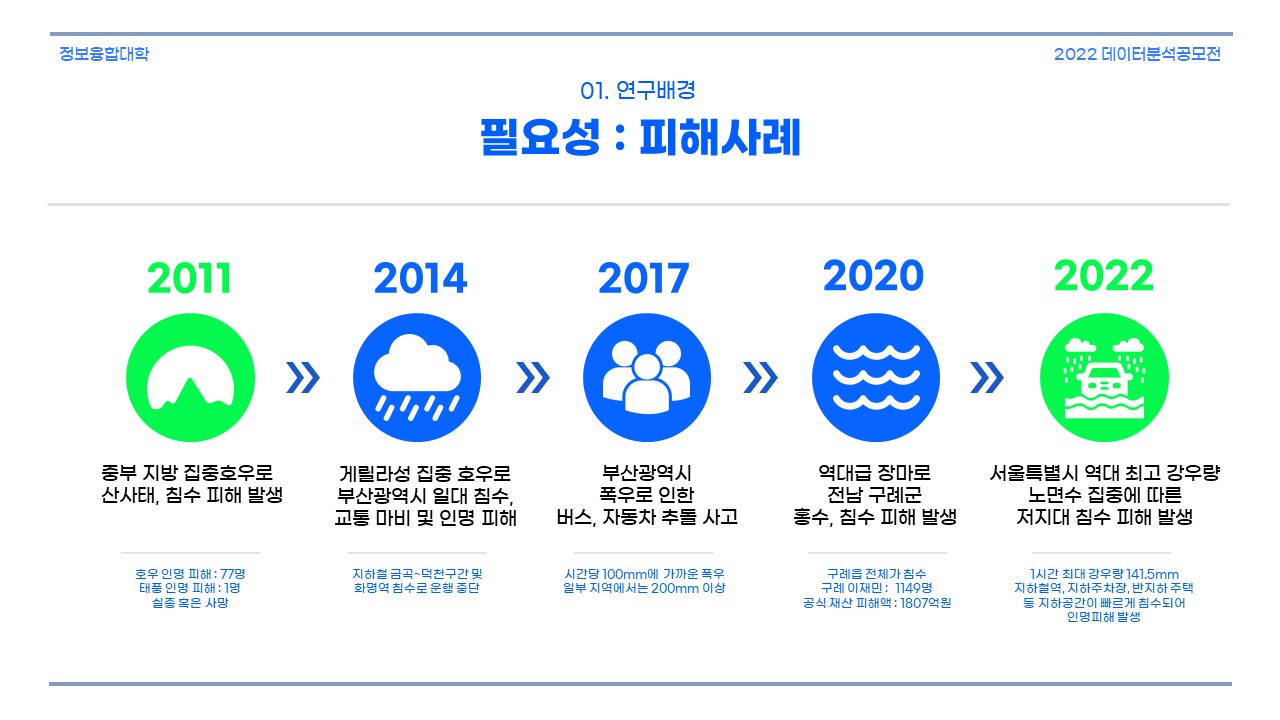 정보융합대학
2022 데이터분석공모전
01. 연구배경
필요성 : 피해사례
2011
중부 지방 집중호우로
산사태, 침수 피해 발생
호우 인명 피해 : 77명
태풍 인명 피해 : 1명
실종 혹은 사망
2014
게릴라성 집중 호우로
부산광역시 일대 침수,
교통 마비 및 인명 피해
지하철 금곡~덕천구간 및
화명역 침수로 운행 중단
2017
부산광역시
폭우로 인한
버스, 자동차 추돌 사고
시간당 100mm에 가까운 폭우
일부 지역에서는 200mm 이상
2020
역대급 장마로
전남 구례군
홍수, 침수 피해 발생
구례읍 전체가 침수
구례 이재민 : 1149명
공식 재산 피해액 : 1807억원
2022
서울특별시 역대 최고 강우량
노면수 집중에 따른
저지대 침수 피해 발생
1시간 최대 강우량 141.5mm
지하철역, 지하주차장, 반지하 주택
등 지하공간이 빠르게 침수되어
인명피해 발생